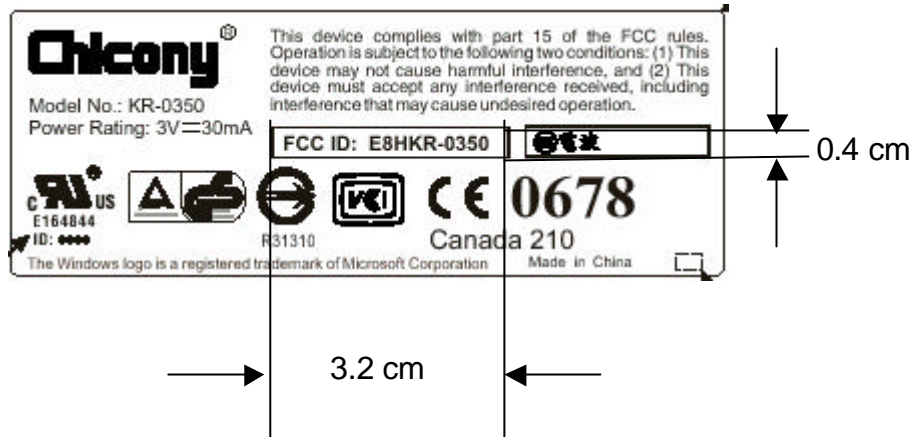 Chicony®
This device complies with part 15 of the FCC rules.
Operation is subject to the following two conditions: (1) This
device may not cause harmful interference, and (2) This
device must accept any interference received, including
interference that may cause undesired operation.
Model No.: KR-0350
Power Rating: 3V⎓30mA
FCC ID: E8HKR-0350
電波
0.4 cm
C US
E164844
ID:
R31310
VCI
CE 0678
Canada 210
The Windows logo is a registered trademark of Microsoft Corporation
Made in China
3.2 cm